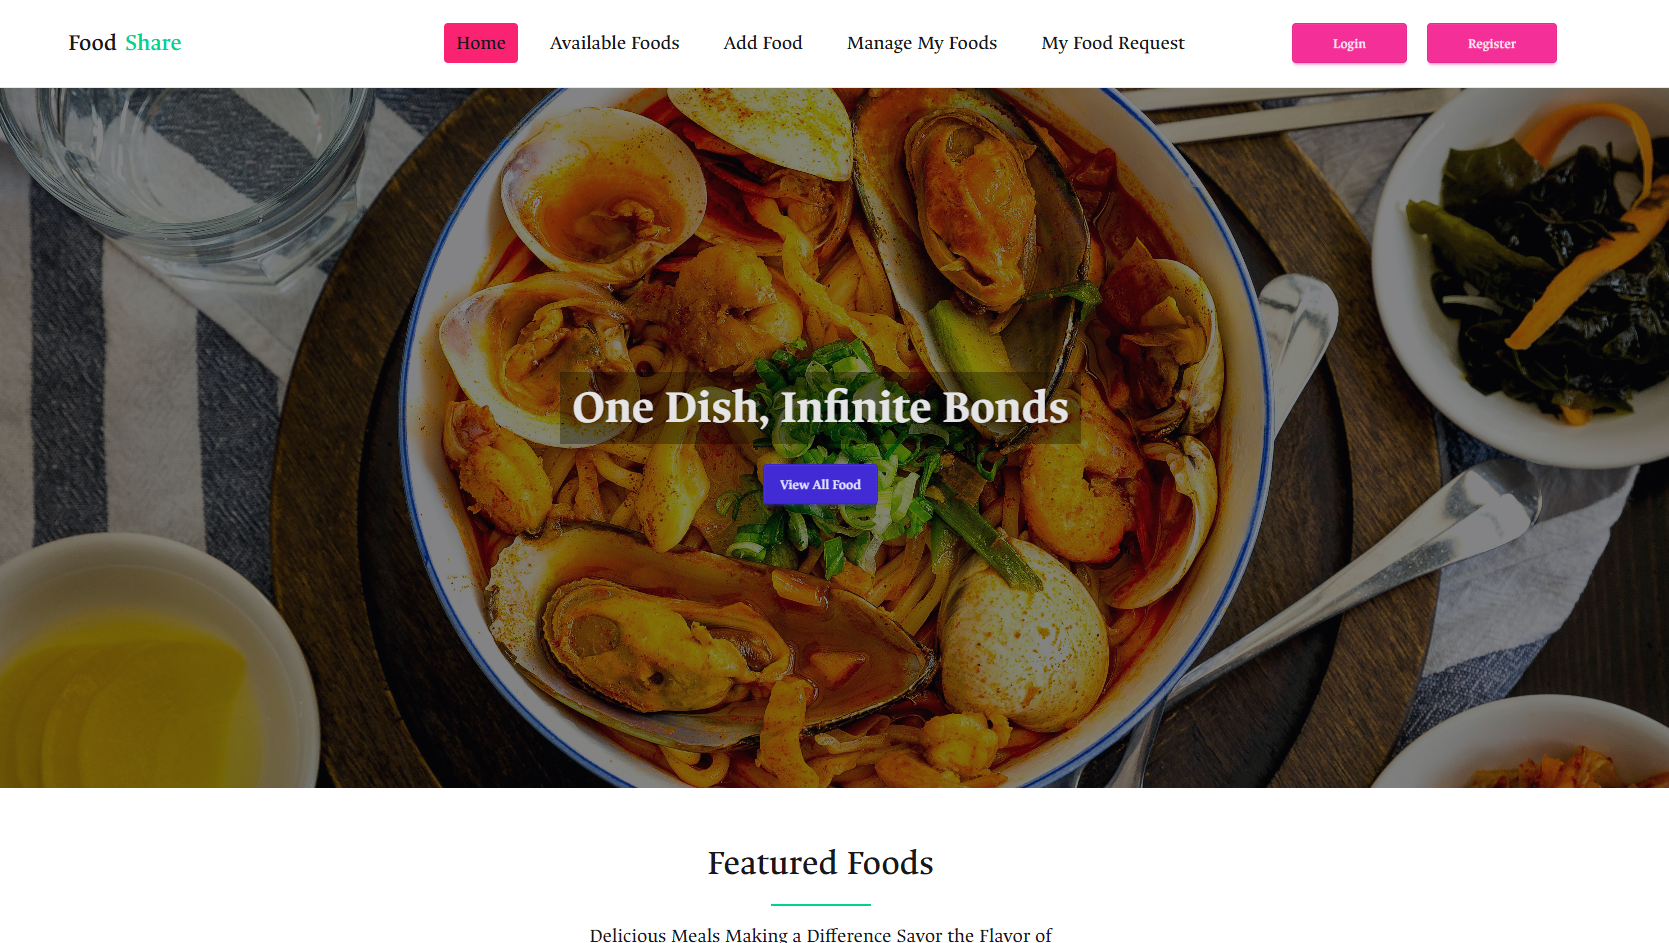 Food Share
Home
Available Foods
Add Food
Manage My Foods
My Food Request
Login
Register
One Dish, Infinite Bonds
View All Food
Featured Foods
Delicious Meals Making a Difference Savor the Flavor of